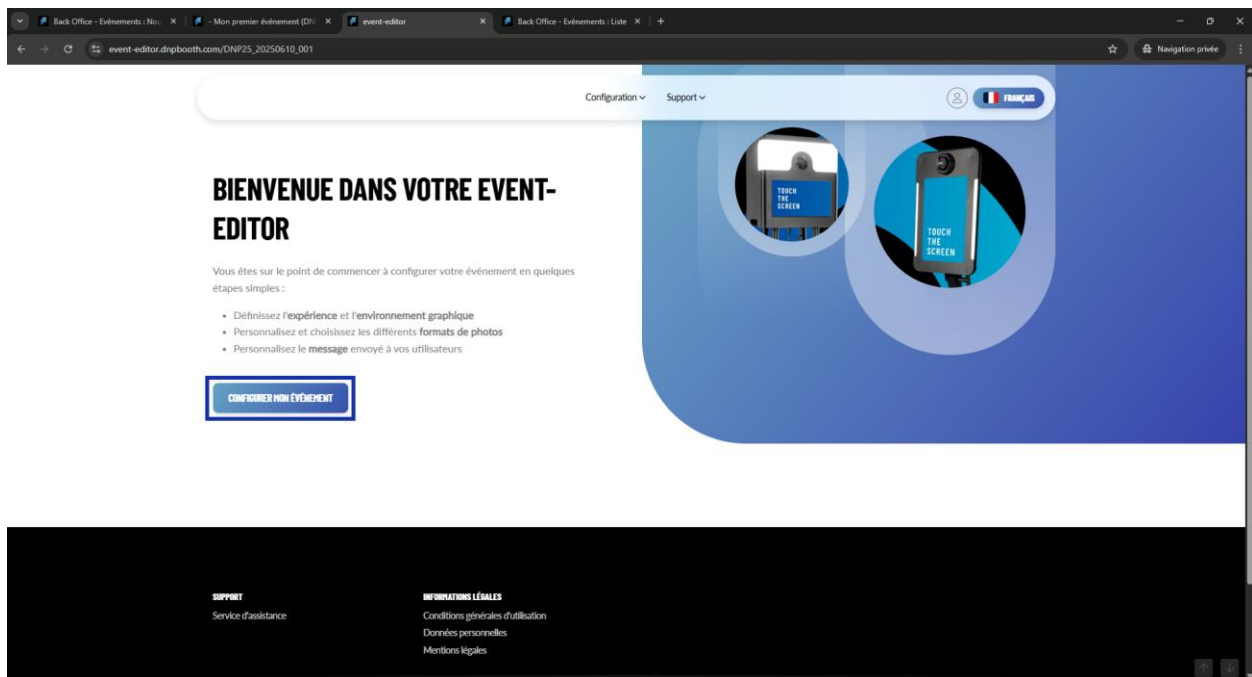 Back Office - Evènements : Nou
- Mon premier événement (DN
event-editor
Back Office - Evènements : Liste
event-editor.dnpbooth.com/DNP25_20250610_001
Navigation privée
Configuration
Support
FRANÇAIS
BIENVENUE DANS VOTRE EVENT-
EDITOR
Vous êtes sur le point de commencer à configurer votre événement en quelques
étapes simples :
• Définissez l'expérience et l'environnement graphique
• Personnalisez et choisissez les différents formats de photos
• Personnalisez le message envoyé à vos utilisateurs
CONFIGURER MON ÉVÉNEMENT
TOUCH
THE
SCREEN
TOUCH
THE
SCREEN
SUPPORT
Service d'assistance
INFORMATIONS LÉGALES
Conditions générales d'utilisation
Données personnelles
Mentions légales